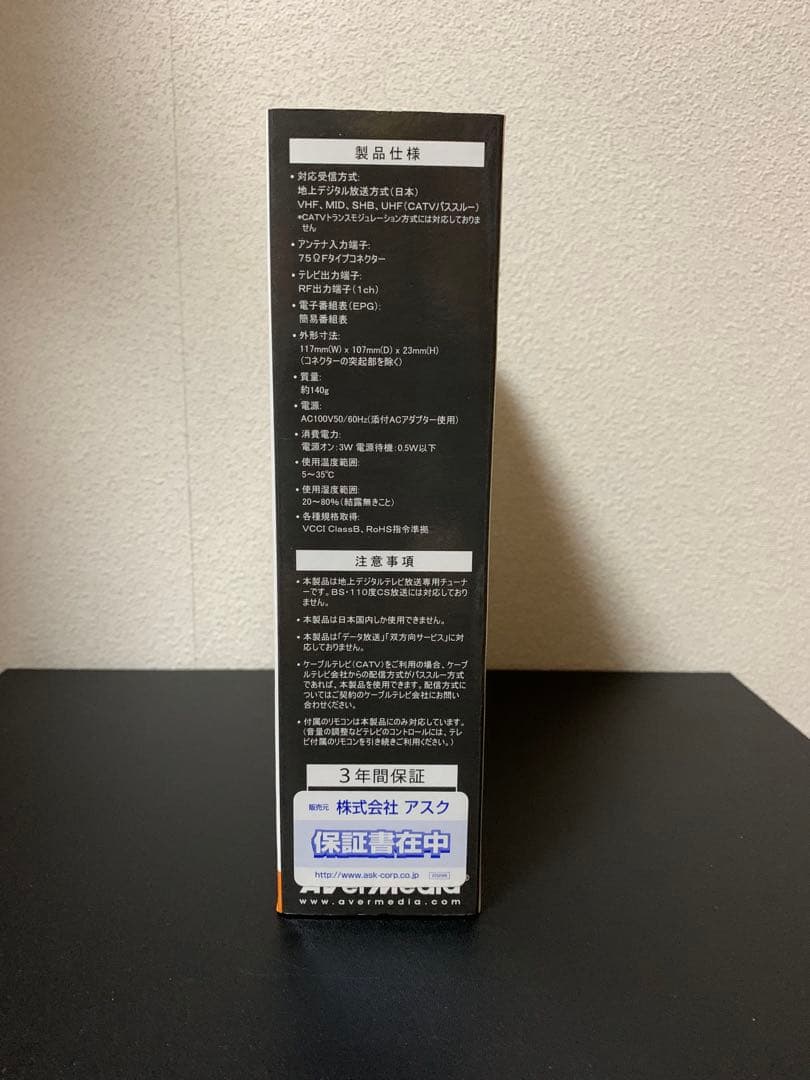 製品仕様
• 対応受信方式:
地上デジタル放送方式(日本)
VHF、MID、SHB、UHF(CATVパススルー)
*CATVトランスモジュレーション方式には対応しておりま
せん
• アンテナ入力端子:
75ΩFタイプコネクター
• テレビ出力端子:
RF出力端子(1ch)
• 電子番組表(EPG):
簡易番組表
• 外形寸法:
117mm(W) x 107mm(D) x 23mm(H)
(コネクターの突起部を除く)
• 質量:
約140g
• 電源:
AC100V50/60Hz(添付ACアダプター使用)
• 消費電力:
電源オン:3W 電源待機:0.5W以下
• 使用温度範囲:
5～35℃
• 使用湿度範囲:
20～80%(結露無きこと)
• 各種規格取得:
VCCI ClassB、RoHS指令準拠
注意事項
• 本製品は地上デジタルテレビ放送専用チューナ
ーです。BS・110度CS放送には対応しており
ません。
• 本製品は日本国内しか使用できません。
• 本製品は「データ放送」「双方向サービス」に対
応しておりません。
• ケーブルテレビ(CATV)をご利用の場合、ケーブ
ルテレビ会社からの配信方式がパススルー方式
であれば、本製品を使用できます。配信方式に
ついてはご契約のケーブルテレビ会社にお問い
合わせください。
• 付属のリモコンは本製品にのみ対応しています。
(音量の調整などテレビのコントロールには、テレ
ビ付属のリモコンを引き続きご利用ください。)
3年間保証
販売元 株式会社 アスク
保証書在中
http://www.ask-corp.co.jp
AVerMedia®
www.avermedia.com